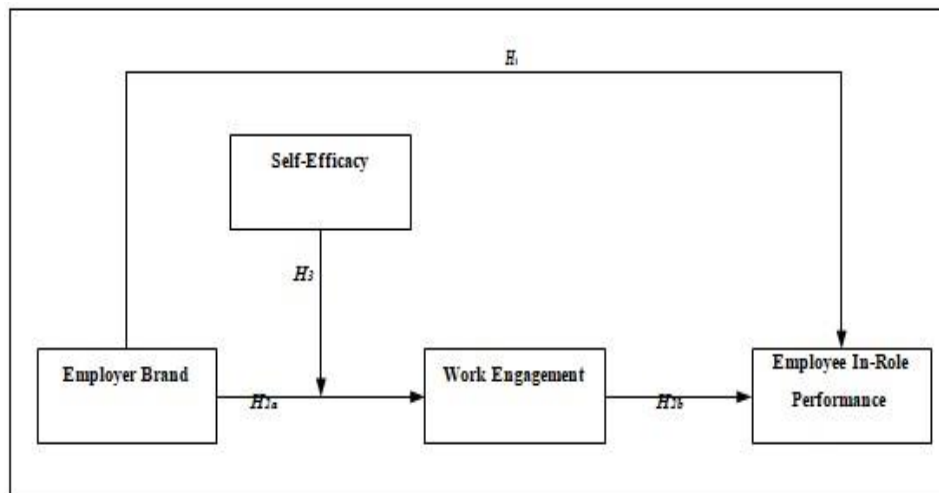 H₁
Self-Efficacy
H₃
Employer Brand
H₂ₐ
Work Engagement
H₂b
Employee In-Role
Performance